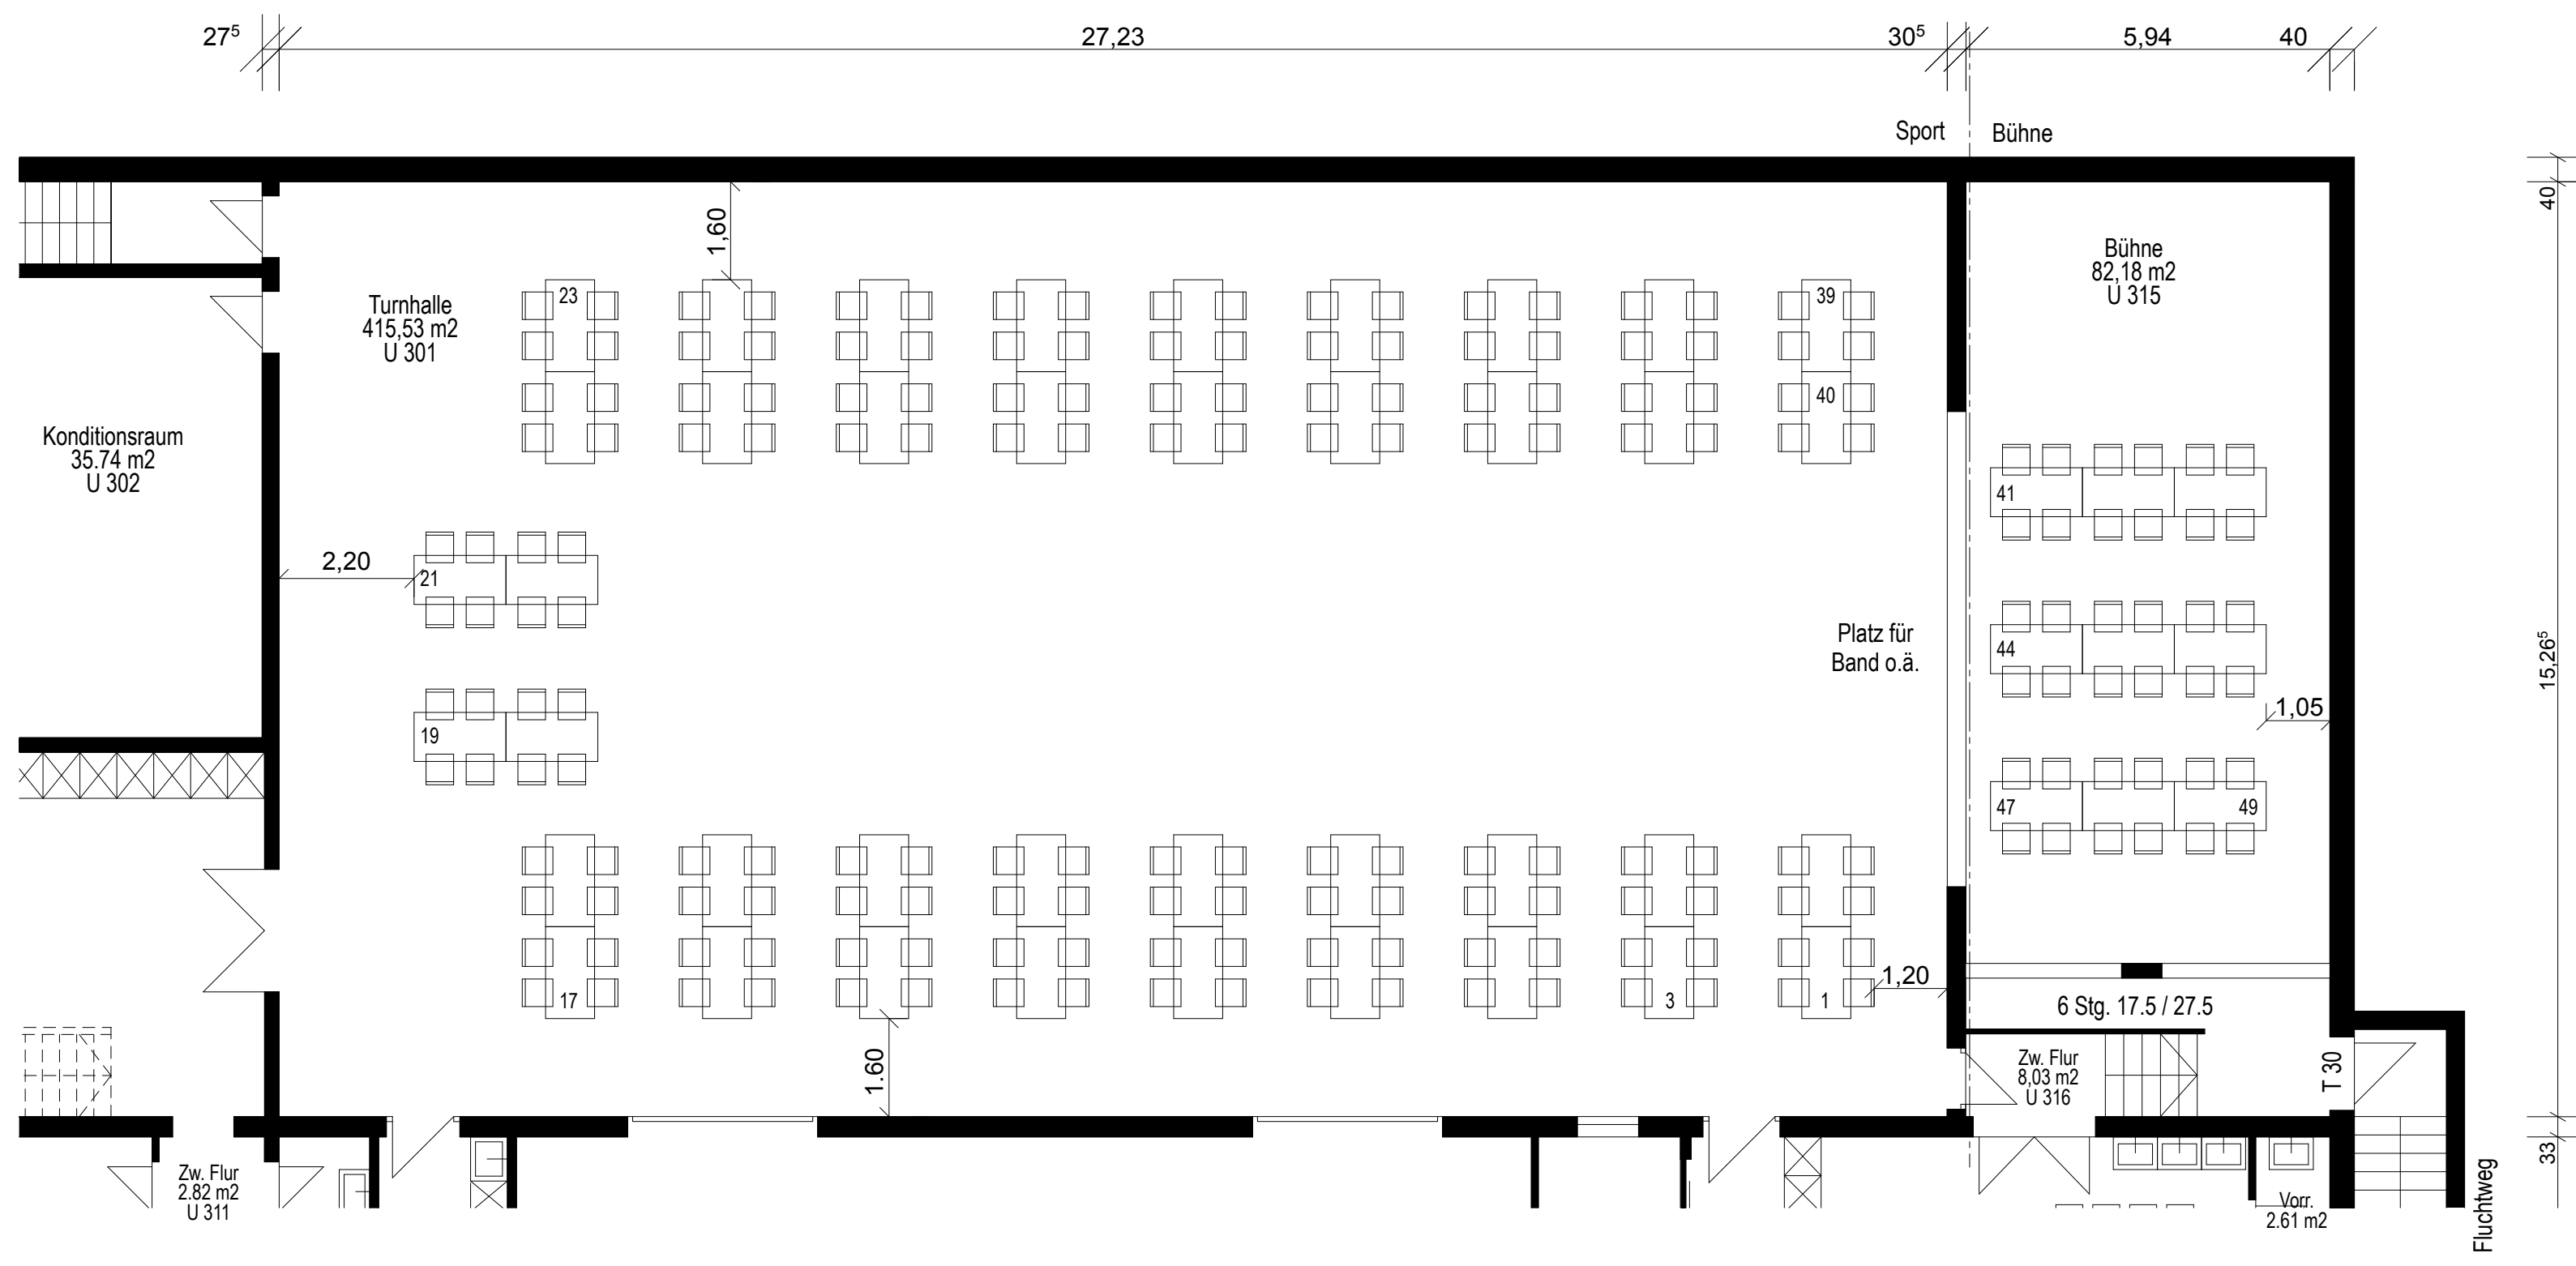 27⁵
27,23
30⁵
5,94
40
Sport
Bühne
40
1,60
Bühne
82,18 m2
U 315
Turnhalle
415,53 m2
U 301
23
39
40
Konditionsraum
35.74 m2
U 302
41
2,20
21
Platz für
Band o.ä.
44
15,26⁵
1,05
19
47
49
17
3
1
1,20
6 Stg. 17.5 / 27.5
1.60
Zw. Flur
8,03 m2
U 316
T 30
33
Zw. Flur
2.82 m2
U 311
Vorr.
2.61 m2
Fluchtweg